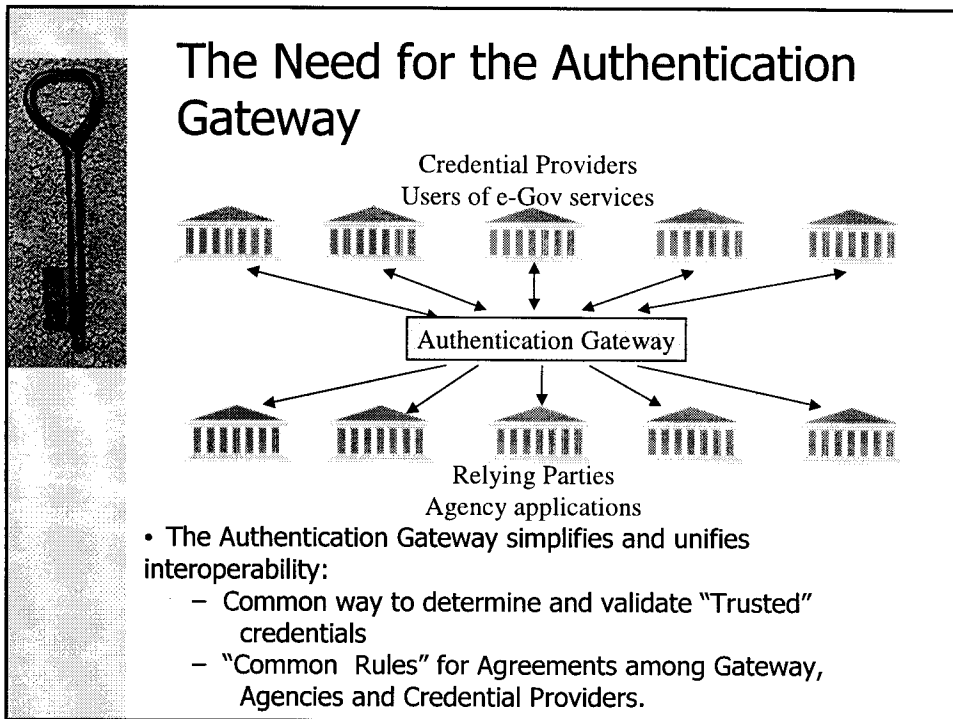 The Need for the Authentication
Gateway
Credential Providers
Users of e-Gov services
Authentication Gateway
Relying Parties
Agency applications
• The Authentication Gateway simplifies and unifies
interoperability:
– Common way to determine and validate “Trusted”
credentials
– “Common Rules” for Agreements among Gateway,
Agencies and Credential Providers.